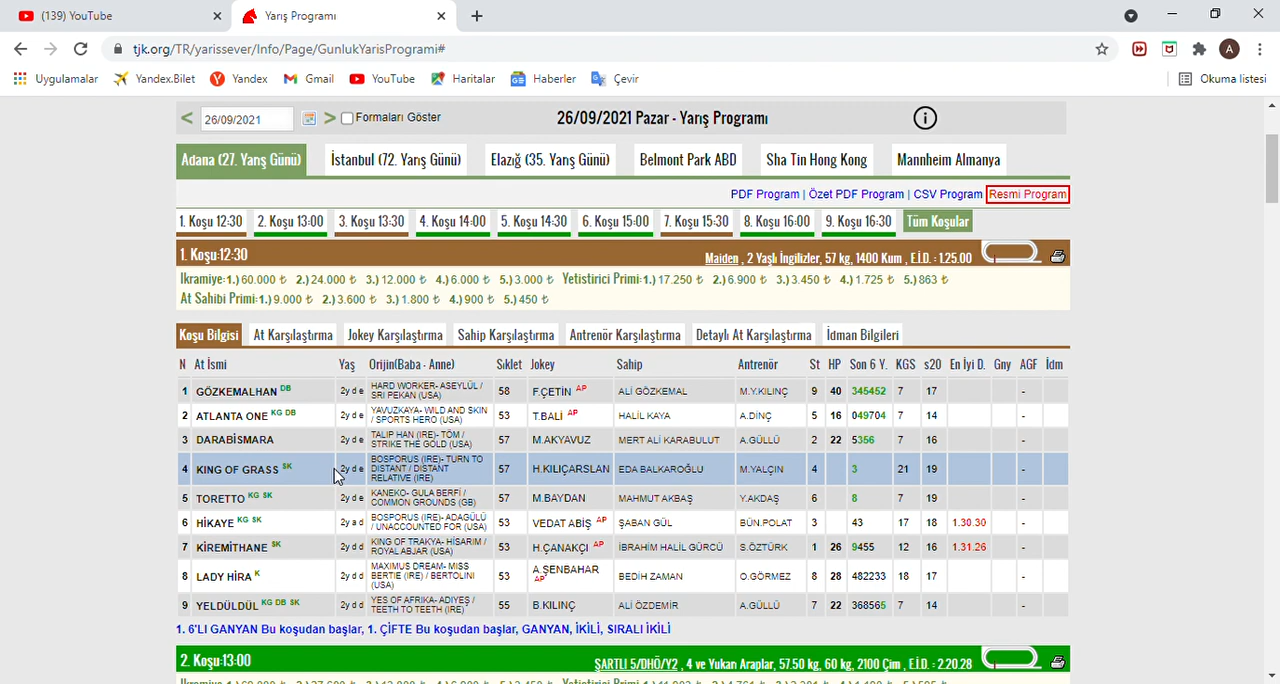 (139) YouTube
Yarış Programı
tjk.org/TR/yarissever/Info/Page/GunlukYarisProgrami#
A
Uygulamalar Yandex.Bilet Yandex Gmail YouTube Haritalar Haberler Çevir Okuma listesi
< 26/09/2021 > Formaları Göster 26/09/2021 Pazar - Yarış Programı
Adana (27. Yarış Günü) İstanbul (72. Yarış Günü) Elazığ (35. Yarış Günü) Belmont Park ABD Sha Tin Hong Kong Mannheim Almanya
PDF Program | Özet PDF Program | CSV Program Resmi Program
1. Koşu 12:30 2. Koşu 13:00 3. Koşu 13:30 4. Koşu 14:00 5. Koşu 14:30 6. Koşu 15:00 7. Koşu 15:30 8. Koşu 16:00 9. Koşu 16:30 Tüm Koşular
1. Koşu:12:30 Maiden , 2 Yaşlı İngilizler, 57 kg, 1400 Kum , E.İ.D. : 1.25.00
İkramiye:1.) 60.000 ₺ 2.) 24.000 ₺ 3.) 12.000 ₺ 4.) 6.000 ₺ 5.) 3.000 ₺ Yetistirici Primi:1.) 17.250 ₺ 2.) 6.900 ₺ 3.) 3.450 ₺ 4.) 1.725 ₺ 5.) 863 ₺
At Sahibi Primi:1.) 9.000 ₺ 2.) 3.600 ₺ 3.) 1.800 ₺ 4.) 900 ₺ 5.) 450 ₺
Koşu Bilgisi At Karşılaştırma Jokey Karşılaştırma Sahip Karşılaştırma Antrenör Karşılaştırma Detaylı At Karşılaştırma İdman Bilgileri
N At İsmi Yaş Orijin(Baba - Anne) Sıklet Jokey Sahip Antrenör St HP Son 6 Y. KGS s20 En İyi D. Gny AGF İdm
1 GÖZKEMALHAN DB 2y d e HARD WORKER- ASEYLÜL / SRİ PEKAN (USA) 58 F.ÇETİN AP ALİ GÖZKEMAL M.Y.KILINÇ 9 40 345452 7 17 -
2 ATLANTA ONE KG DB 2y d e YAVUZKAYA- WILD AND SKIN / SPORTS HERO (USA) 53 T.BALİ AP HALİL KAYA A.DİNÇ 5 16 049704 7 14 -
3 DARABİSMARA 2y d e TALIP HAN (IRE)- TÖM / STRIKE THE GOLD (USA) 57 M.AKYAVUZ MERT ALİ KARABULUT A.GÜLLÜ 2 22 5356 7 16 -
4 KING OF GRASS SK 2y d e BOSPORUS (IRE)- TURN TO DISTANT / DISTANT RELATIVE (IRE) 57 H.KILIÇARSLAN EDA BALKAROĞLU M.YALÇIN 4 3 21 19 -
5 TORETTO KG SK 2y d e KANEKO- GULA BERFİ / COMMON GROUNDS (GB) 57 M.BAYDAN MAHMUT AKBAŞ Y.AKDAŞ 6 8 7 19 -
6 HİKAYE KG SK 2y a d BOSPORUS (IRE)- ADAGÜLÜ / UNACCOUNTED FOR (USA) 53 VEDAT ABİŞ AP ŞABAN GÜL BÜN.POLAT 3 43 17 18 1.30.30 -
7 KİREMİTHANE SK 2y d d KING OF TRAKYA- HİSARIM / ROYAL ABJAR (USA) 53 H.ÇANAKÇI AP İBRAHİM HALİL GÜRCÜ S.ÖZTÜRK 1 26 9455 12 16 1.31.26 -
8 LADY HİRA K 2y d d MAXIMUS DREAM- MISS BERTIE (IRE) / BERTOLINI (USA) 53 A.ŞENBAHAR AP BEDİH ZAMAN O.GÖRMEZ 8 28 482233 18 17 -
9 YELDÜLDÜL KG DB SK 2y d d YES OF AFRIKA- ADIYEŞ / TEETH TO TEETH (IRE) 55 B.KILINÇ ALİ ÖZDEMİR A.GÜLLÜ 7 22 368565 7 14 -
1. 6'LI GANYAN Bu koşudan başlar, 1. ÇİFTE Bu koşudan başlar, GANYAN, İKİLİ, SIRALI İKİLİ
2. Koşu:13:00 ŞARTLI 5/DHÖ/Y2 , 4 ve Yukarı Araplar, 57.50 kg, 60 kg, 2100 Çim , E.İ.D. : 2.20.28